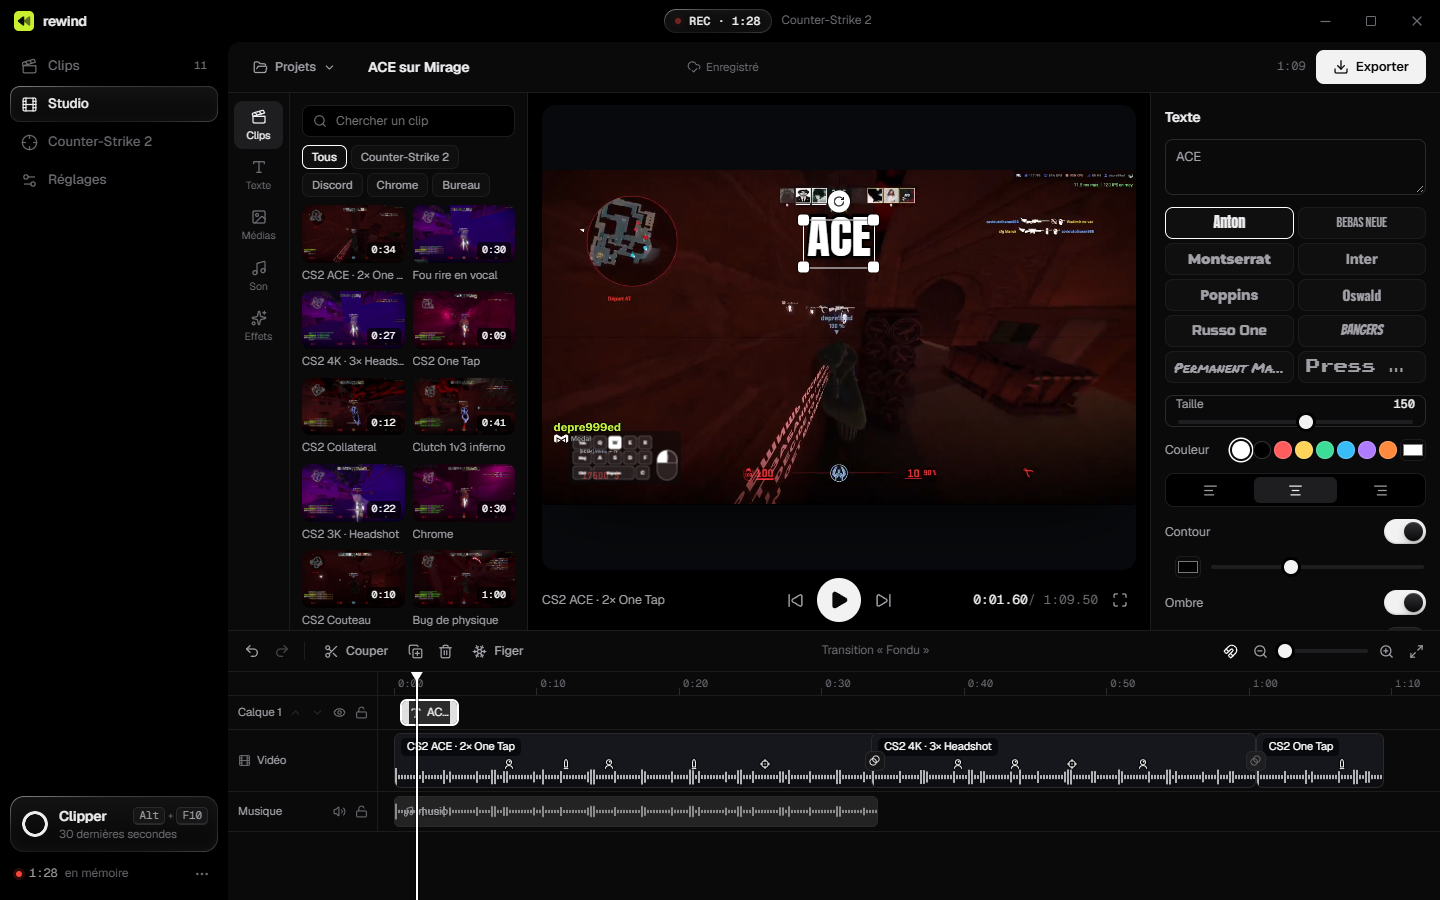 rewind
REC · 1:28
Counter-Strike 2
Clips 11
Studio
Counter-Strike 2
Réglages
Clipper Alt + F10
30 dernières secondes
1:28 en mémoire
Projets
ACE sur Mirage
Enregistré
1:09
Exporter
Clips
Texte
Médias
Son
Effets
Chercher un clip
Tous
Counter-Strike 2
Discord
Chrome
Bureau
0:34
0:30
CS2 ACE · 2× One ...
Fou rire en vocal
0:27
0:09
CS2 4K · 3× Heads...
CS2 One Tap
0:12
0:41
CS2 Collateral
Clutch 1v3 inferno
0:22
0:30
CS2 3K · Headshot
Chrome
0:10
1:00
CS2 Couteau
Bug de physique
ACE
Départ AT
100 %
depre999ed
Medal
100
10
CS2 ACE · 2× One Tap
0:01.60 / 1:09.50
Texte
ACE
Anton
BEBAS NEUE
Montserrat
Inter
Poppins
Oswald
Russo One
BANGERS
PERMANENT MA...
Press ...
Taille 150
Couleur
Contour
Ombre
Couper
Figer
Transition « Fondu »
0:00 0:10 0:20 0:30 0:40 0:50 1:00 1:10
Calque 1
AC...
Vidéo
CS2 ACE · 2× One Tap
CS2 4K · 3× Headshot
CS2 One Tap
Musique